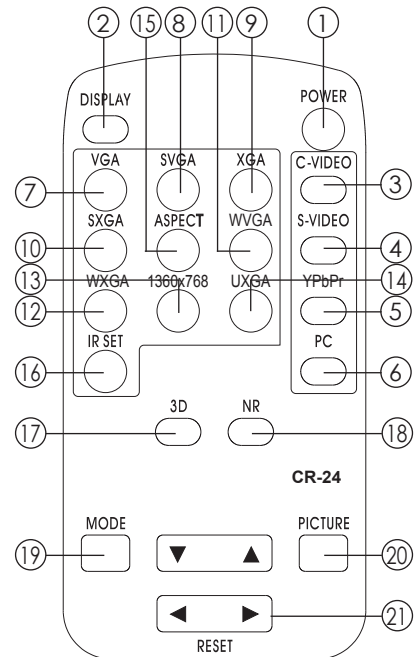 ② ⑮ ⑧ ⑪ ⑨ ①
DISPLAY POWER
VGA SVGA XGA C-VIDEO
⑦ ③
SXGA ASPECT WVGA S-VIDEO
⑩ ④
⑬ WXGA 1360x768 UXGA YPbPr ⑭
⑫ ⑤
IR SET PC
⑯ ⑥
3D NR
⑰ ⑱
CR-24
MODE PICTURE
⑲ ▼ ▲ ⑳
◄ ► ㉑
RESET